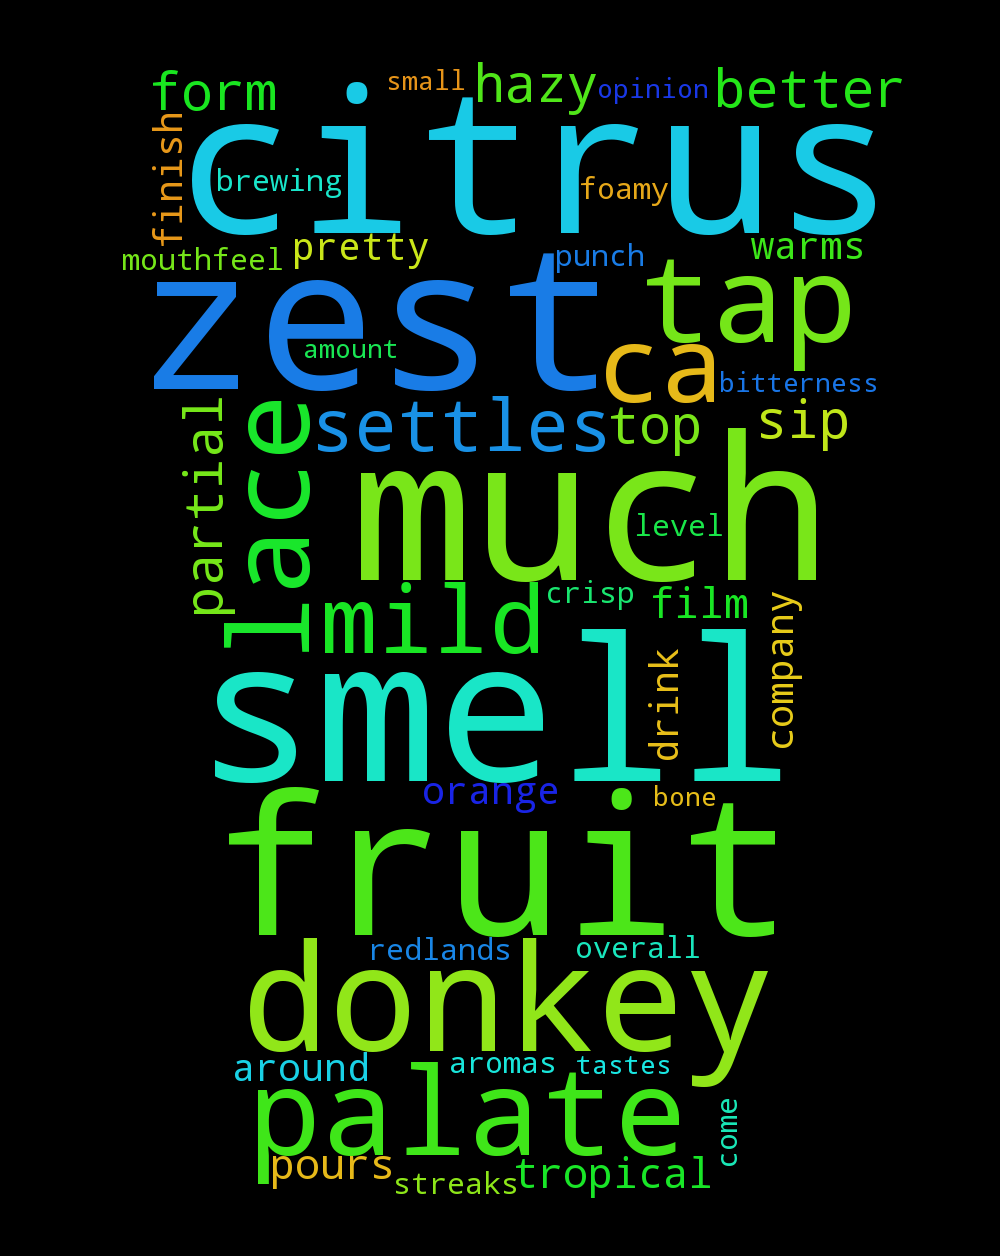 form
small
hazy
opinion
better
finish
citrus
brewing
foamy
mouthfeel
pretty
punch
warms
zest
tap
amount
ca
bitterness
partial
lace
settles
top
sip
much
level
mild
crisp
film
company
smell
drink
orange
bone
fruit
redlands
overall
donkey
around
aromas
tastes
palate
come
pours
streaks
tropical